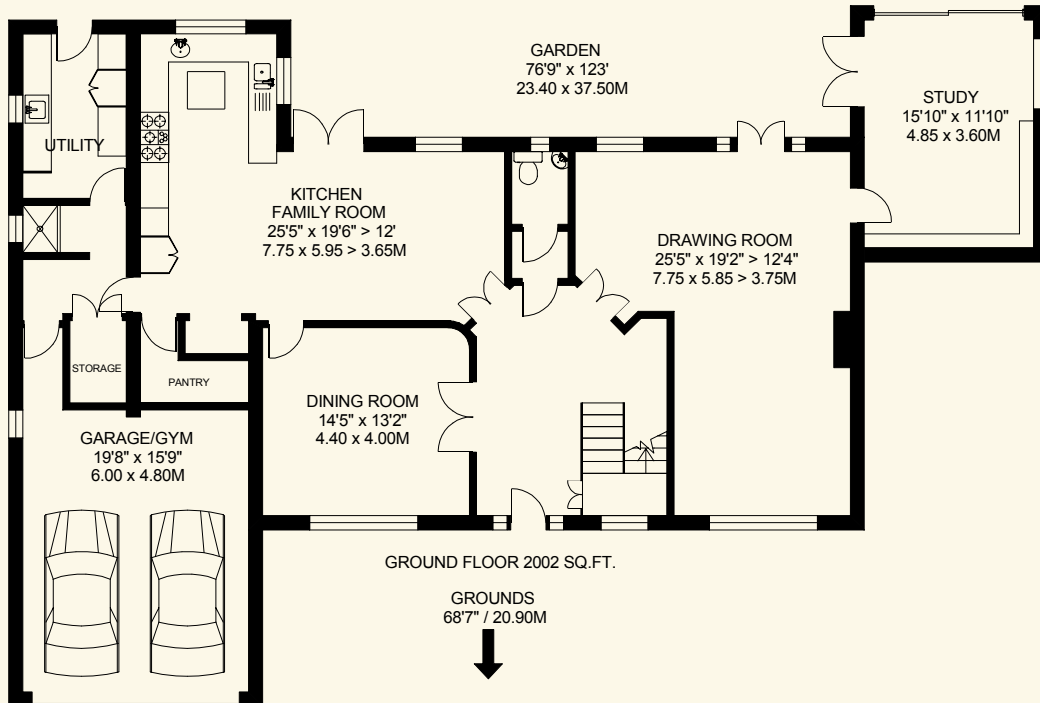 GARDEN
76'9" x 123'
23.40 x 37.50M
STUDY
15'10" x 11'10"
4.85 x 3.60M
UTILITY
KITCHEN
FAMILY ROOM
25'5" x 19'6" > 12'
7.75 x 5.95 > 3.65M
DRAWING ROOM
25'5" x 19'2" > 12'4"
7.75 x 5.85 > 3.75M
STORAGE
PANTRY
DINING ROOM
14'5" x 13'2"
4.40 x 4.00M
GARAGE/GYM
19'8" x 15'9"
6.00 x 4.80M
GROUND FLOOR 2002 SQ.FT.
GROUNDS
68'7" / 20.90M